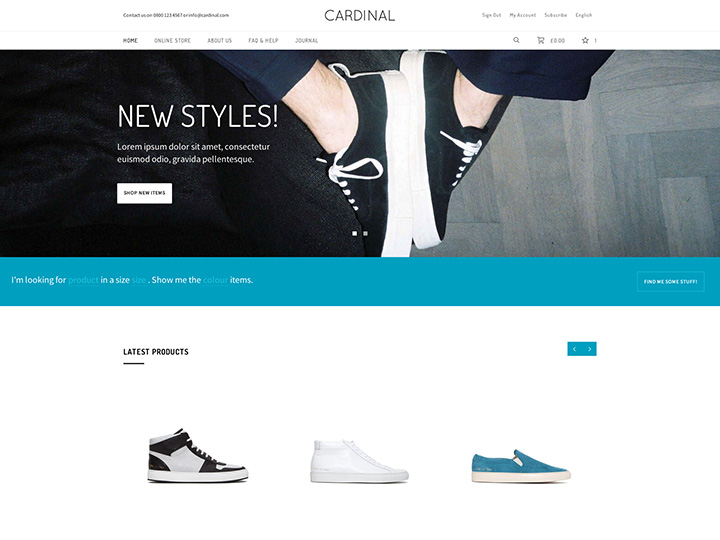 Contact us on 0800 123 4567 or info@cardinal.com
CARDINAL
Sign Out My Account Subscribe English
HOME ONLINE STORE ABOUT US FAQ & HELP JOURNAL £0.00 1
NEW STYLES!
Lorem ipsum dolor sit amet, consectetur
euismod odio, gravida pellentesque.
SHOP NEW ITEMS
I'm looking for product in a size size . Show me the colour items.
FIND ME SOME STUFF!
LATEST PRODUCTS